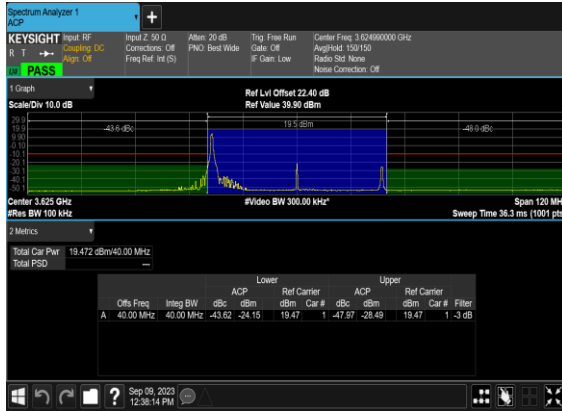 Spectrum Analyzer 1
ACP
+
KEYSIGHT Input: RF Input Z: 50 Ω Atten: 20 dB Trig: Free Run Center Freq: 3.624990000 GHz
R T Coupling: DC Corrections: Off PNO: Best Wide Gate: Off Avg|Hold: 150/150
Align: Off Freq Ref: Int (S) IF Gain: Low Radio Std: None
LW PASS Noise Correction: Off
1 Graph Ref Lvl Offset 22.40 dB
Scale/Div 10.0 dB Ref Value 39.90 dBm
29.9
19.9 -43.6 dBc 19.5 dBm -48.0 dBc
9.90
-0.10
-10.1
-20.1
-30.1
-40.1
-50.1
Center 3.625 GHz #Video BW 300.00 kHz* Span 120 MHz
#Res BW 100 kHz Sweep Time 36.3 ms (1001 pts)
2 Metrics
Total Car Pwr 19.472 dBm/40.00 MHz
Total PSD —
Lower Upper
ACP Ref Carrier ACP Ref Carrier
Offs Freq Integ BW dBc dBm dBm Car # dBc dBm dBm Car # Filter
A 40.00 MHz 40.00 MHz -43.62 -24.15 19.47 1 -47.97 -28.49 19.47 1 -3 dB
? Sep 09, 2023
12:38:14 PM